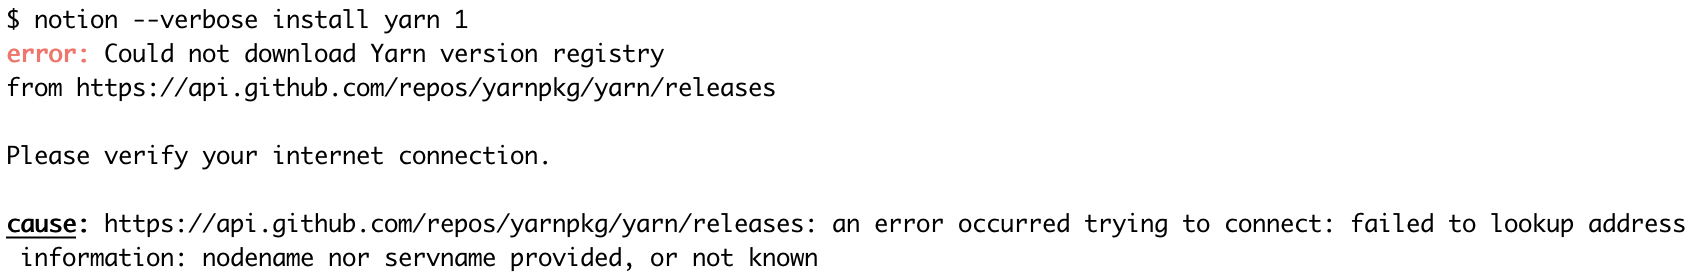 $ notion --verbose install yarn 1
error: Could not download Yarn version registry
from https://api.github.com/repos/yarnpkg/yarn/releases
Please verify your internet connection.
cause: https://api.github.com/repos/yarnpkg/yarn/releases: an error occurred trying to connect: failed to lookup address
information: nodename nor servname provided, or not known